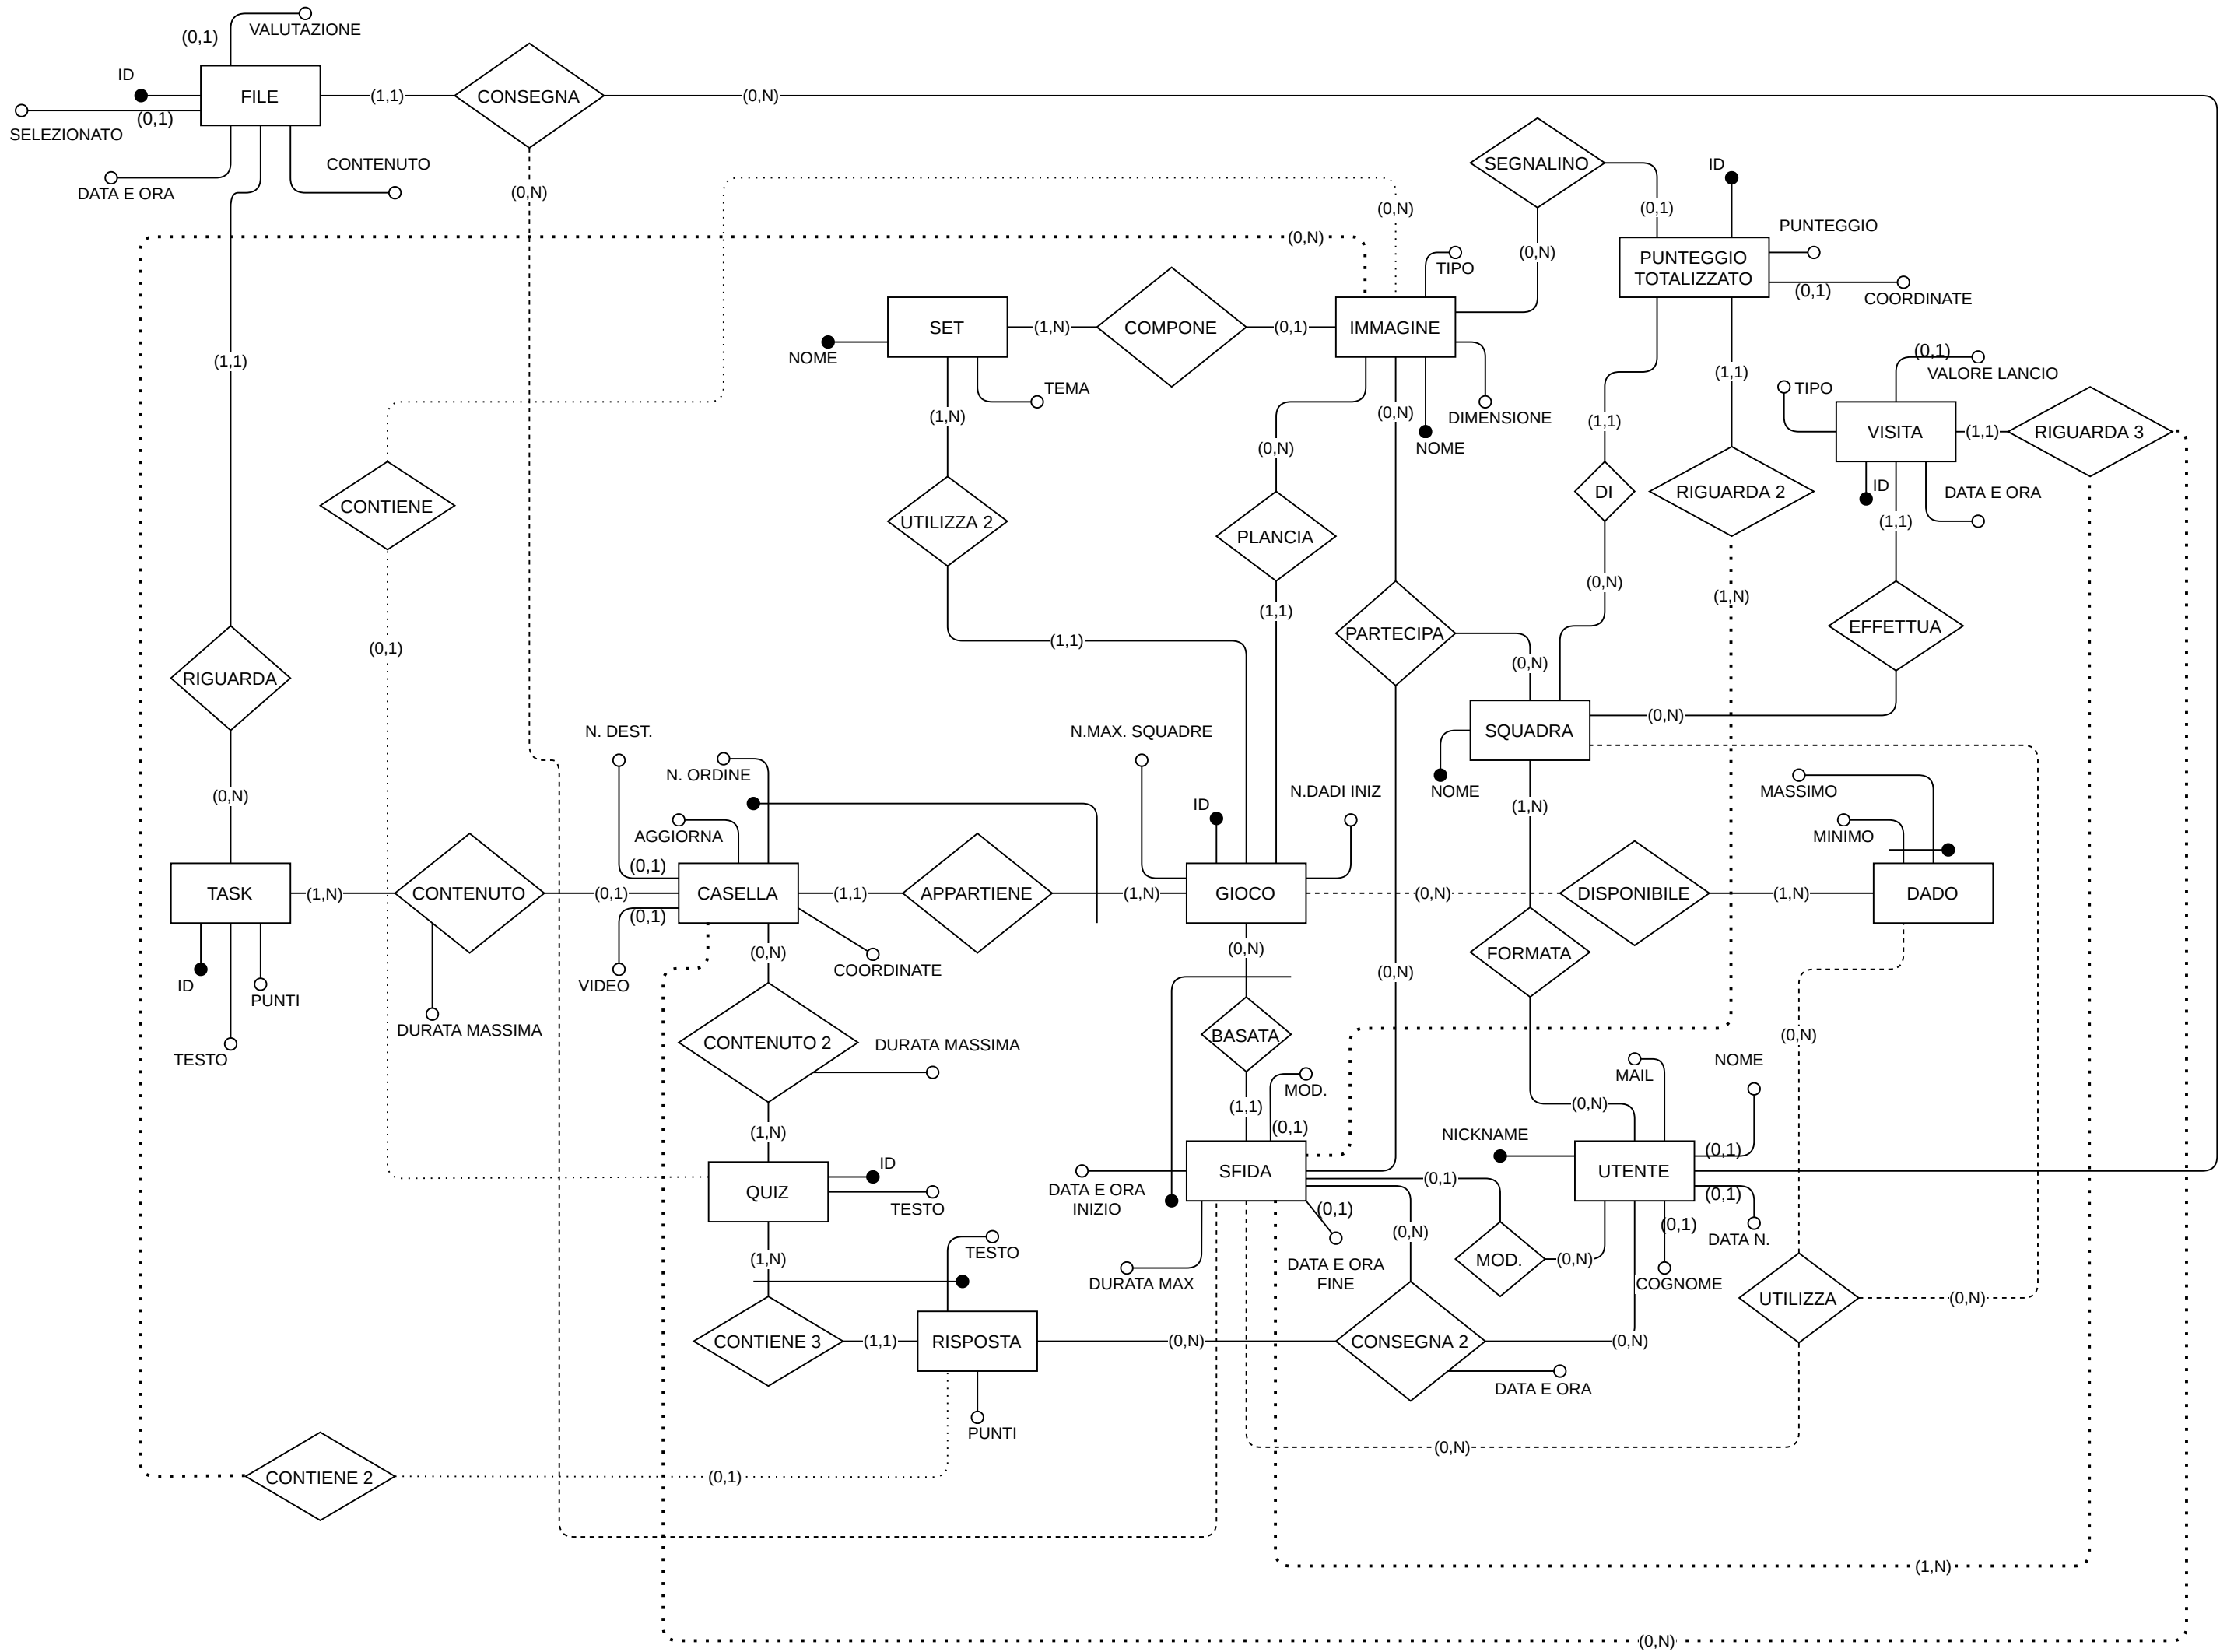 VALUTAZIONE
(0,1)
ID
FILE
(1,1)
CONSEGNA
(0,N)
SELEZIONATO
(0,1)
DATA E ORA
CONTENUTO
(0,N)
SEGNALINO
ID
(0,1)
(0,N)
(0,N)
(0,N)
PUNTEGGIO
PUNTEGGIO
TOTALIZZATO
(0,1)
COORDINATE
TIPO
SET
(1,N)
COMPONE
(0,1)
IMMAGINE
NOME
(1,1)
TEMA
(1,N)
(0,N)
DIMENSIONE
NOME
(0,N)
(1,1)
(1,1)
(0,1)
VALORE LANCIO
TIPO
VISITA
(1,1)
RIGUARDA 3
ID
DATA E ORA
(1,1)
CONTIENE
UTILIZZA 2
PLANCIA
DI
RIGUARDA 2
(0,N)
(1,N)
(1,1)
(0,1)
(1,1)
PARTECIPA
EFFETTUA
RIGUARDA
(0,N)
(0,N)
SQUADRA
N. DEST.
N. ORDINE
N.MAX. SQUADRE
NOME
MASSIMO
(0,N)
AGGIORNA
ID
N.DADI INIZ
(1,N)
MINIMO
(0,1)
TASK
(1,N)
CONTENUTO
(0,1)
CASELLA
(1,1)
APPARTIENE
(1,N)
GIOCO
(0,N)
DISPONIBILE
(1,N)
DADO
(0,1)
(0,N)
(0,N)
FORMATA
COORDINATE
(0,N)
ID
PUNTI
VIDEO
DURATA MASSIMA
TESTO
CONTENUTO 2
DURATA MASSIMA
BASATA
(0,N)
NOME
MAIL
MOD.
(1,1)
(0,N)
(0,1)
(1,N)
NICKNAME
(0,1)
ID
QUIZ
TESTO
SFIDA
(0,1)
UTENTE
DATA E ORA
INIZIO
(0,1)
(0,1)
(0,N)
(0,1)
DATA N.
TESTO
(1,N)
MOD.
(0,N)
DATA E ORA
FINE
DURATA MAX
COGNOME
UTILIZZA
(0,N)
CONTIENE 3
(1,1)
RISPOSTA
(0,N)
CONSEGNA 2
(0,N)
DATA E ORA
PUNTI
(0,N)
CONTIENE 2
(0,1)
(1,N)
(0,N)